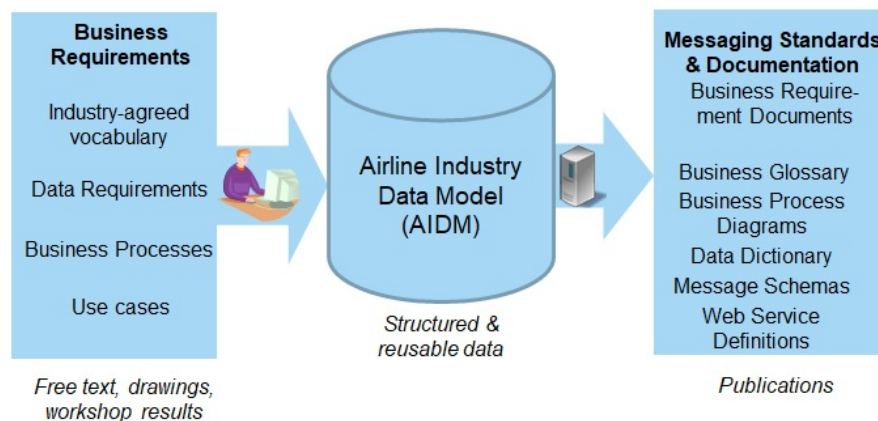 Business
Requirements
Industry-agreed
vocabulary
Data Requirements
Business Processes
Use cases
Free text, drawings,
workshop results
Airline Industry
Data Model
(AIDM)
Structured &
reusable data
Messaging Standards
& Documentation
Business Require-
ment Documents
Business Glossary
Business Process
Diagrams
Data Dictionary
Message Schemas
Web Service
Definitions
Publications